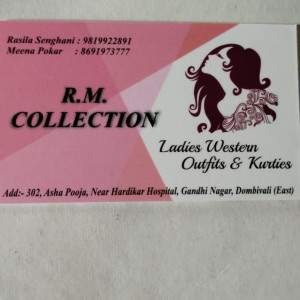 Rasila Senghani : 9819922891
Meena Pokar : 8691973777
R.M.
COLLECTION
Ladies Western
Outfits & Kurties
Add:- 302, Asha Pooja, Near Hardikar Hospital, Gandhi Nagar, Dombivali (East)